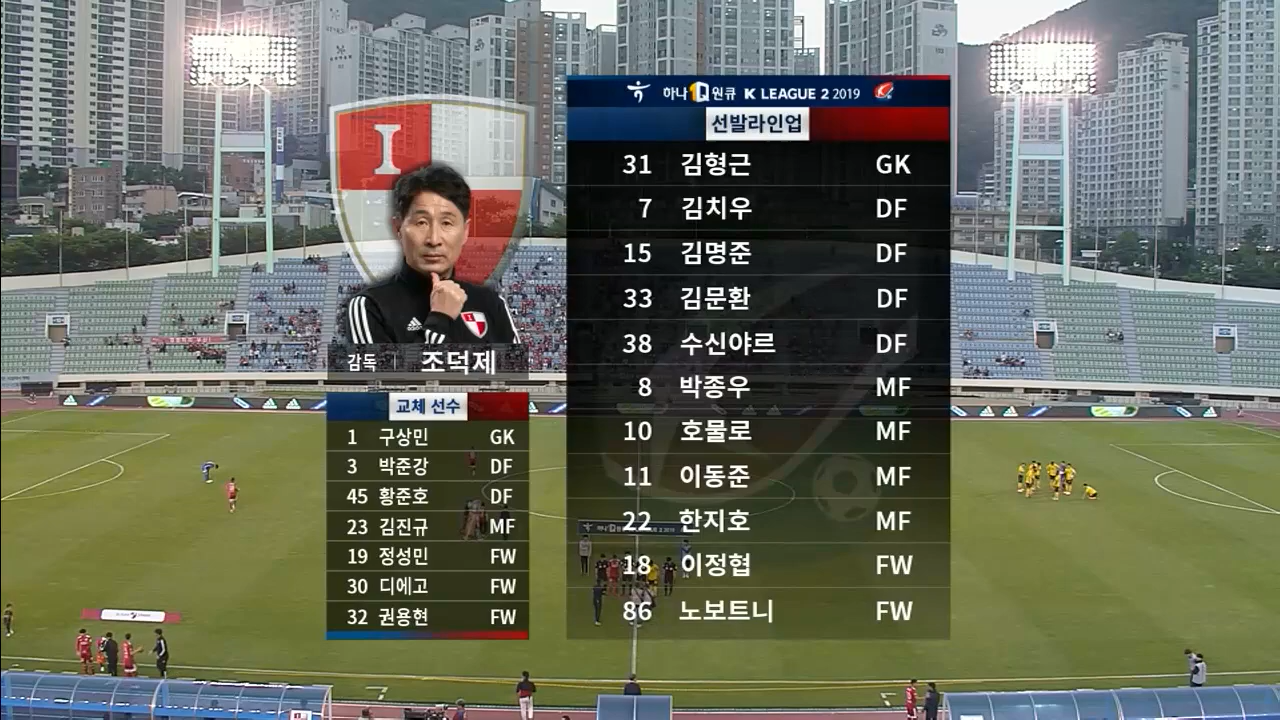 하나 1Q 원큐 K LEAGUE 2 2019
선발라인업
31 김형근 GK
7 김치우 DF
15 김명준 DF
33 김문환 DF
38 수신야르 DF
8 박종우 MF
10 호물로 MF
11 이동준 MF
22 한지호 MF
18 이정협 FW
86 노보트니 FW
I
adidas
감독 | 조덕제
교체 선수
1 구상민 GK
3 박준강 DF
45 황준호 DF
23 김진규 MF
19 정성민 FW
30 디에고 FW
32 권용현 FW